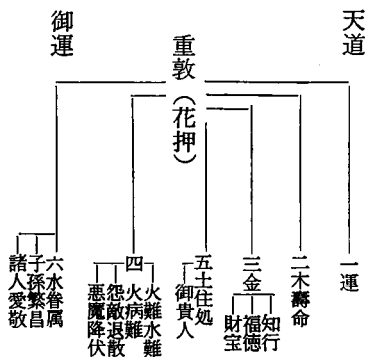 天道
重敦(花押)
御運
一運
二木壽命
三金
知行
福徳
財宝
五土住処
御貴人
四
火難水難
火病難
怨敵退散
悪魔降伏
六水眷属
子孫繁昌
諸人愛敬